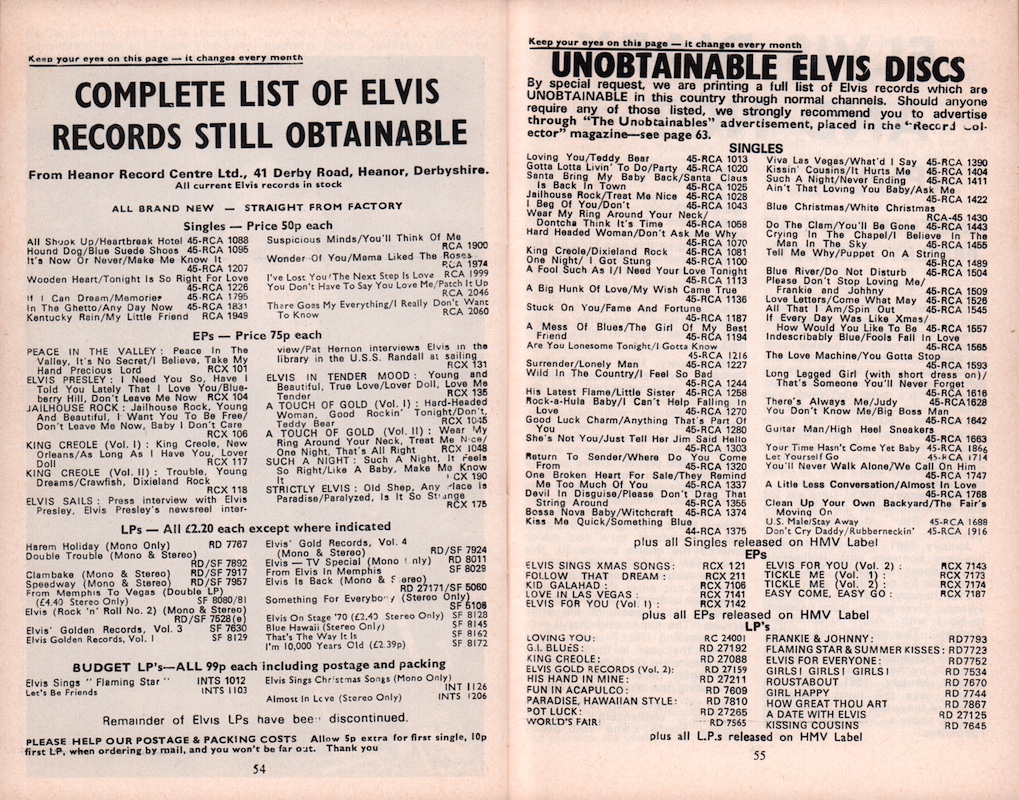 Keep your eyes on this page — it changes every month
COMPLETE LIST OF ELVIS
RECORDS STILL OBTAINABLE
From Heanor Record Centre Ltd., 41 Derby Road, Heanor, Derbyshire.
All current Elvis records in stock
ALL BRAND NEW — STRAIGHT FROM FACTORY
Singles — Price 50p each
All Shook Up/Heartbreak Hotel 45-RCA 1088
Hound Dog/Blue Suede Shoes 45-RCA 1095
It's Now Or Never/Make Me Know It
45-RCA 1207
Wooden Heart/Tonight Is So Right For Love
45-RCA 1226
If I Can Dream/Memories 45-RCA 1795
In The Ghetto/Any Day Now 45-RCA 1831
Kentucky Rain/My Little Friend RCA 1949
Suspicious Minds/You'll Think Of Me
RCA 1900
Wonder Of You/Mama Liked The Roses
RCA 1974
I've Lost You/The Next Step Is Love RCA 1999
You Don't Have To Say You Love Me/Patch It Up
RCA 2046
There Goes My Everything/I Really Don't Want
To Know RCA 2060
EPs — Price 75p each
PEACE IN THE VALLEY : Peace In The
Valley, It's No Secret/I Believe, Take My
Hand Precious Lord RCX 101
ELVIS PRESLEY : I Need You So, Have I
Told You Lately That I Love You/Blue-
berry Hill, Don't Leave Me Now RCX 104
JAILHOUSE ROCK : Jailhouse Rock, Young
And Beautiful, I Want You To Be Free/
Don't Leave Me Now, Baby I Don't Care
RCX 106
KING CREOLE (Vol. I) : King Creole, New
Orleans/As Long As I Have You, Lover
Doll RCX 117
KING CREOLE (Vol. II) : Trouble, Young
Dreams/Crawfish, Dixieland Rock
RCX 118
ELVIS SAILS : Press interview with Elvis
Presley, Elvis Presley's newsreel inter-
view/Pat Hernon interviews Elvis in the
library in the U.S.S. Randall at sailing
RCX 131
ELVIS IN TENDER MOOD : Young and
Beautiful, True Love/Lover Doll, Love Me
Tender RCX 135
A TOUCH OF GOLD (Vol. I) : Hard-Headed
Woman, Good Rockin' Tonight/Don't,
Teddy Bear RCX 1045
A TOUCH OF GOLD (Vol. II) : Wear My
Ring Around Your Neck, Treat Me Nice/
One Night, That's All Right RCX 1048
SUCH A NIGHT : Such A Night, It Feels
So Right/Like A Baby, Make Me Know
It CX 190
STRICTLY ELVIS : Old Shep, Any Place Is
Paradise/Paralyzed, Is It So Strange
RCX 175
LPs — All £2.20 each except where indicated
Harem Holiday (Mono Only) RD 7767
Double Trouble (Mono & Stereo)
RD/SF 7892
Clambake (Mono & Stereo) RD/SF 7917
Speedway (Mono & Stereo) RD/SF 7957
From Memphis To Vegas (Double LP)
(£4.40 Stereo Only) SF 8080/81
Elvis (Rock 'n' Roll No. 2) (Mono & Stereo)
RD/SF 7528(e)
Elvis' Golden Records, Vol. 3 SF 7630
Elvis Golden Records, Vol. I SF 8129
Elvis' Gold Records, Vol. 4
(Mono & Stereo) RD/SF 7924
Elvis — TV Special (Mono Only) RD 8011
From Elvis In Memphis SF 8029
Elvis Is Back (Mono & Stereo)
RD 27171/SF 5060
Something For Everybody (Stereo Only)
SF 5106
Elvis On Stage '70 (£2.40 Stereo Only) SF 8128
Blue Hawaii (Stereo Only) SF 8145
That's The Way It Is SF 8162
I'm 10,000 Years Old (£2.39p) SF 8172
BUDGET LP's—ALL 99p each including postage and packing
Elvis Sings "Flaming Star" INTS 1012
Let's Be Friends INTS 1103
Elvis Sings Christmas Songs (Mono Only)
INT 1126
Almost In Love (Stereo Only) INTS 1206
Remainder of Elvis LPs have been discontinued.
PLEASE HELP OUR POSTAGE & PACKING COSTS Allow 5p extra for first single, 10p
first LP, when ordering by mail, and you won't be far out. Thank you
54
Keep your eyes on this page — it changes every month
UNOBTAINABLE ELVIS DISCS
By special request, we are printing a full list of Elvis records which are
UNOBTAINABLE in this country through normal channels. Should anyone
require any of those listed, we strongly recommend you to advertise
through "The Unobtainables" advertisement, placed in the "Record Col-
ector" magazine—see page 63.
SINGLES
Loving You/Teddy Bear 45-RCA 1013
Gotta Lotta Livin' To Do/Party 45-RCA 1020
Santa Bring My Baby Back/Santa Claus
Is Back In Town 45-RCA 1025
Jailhouse Rock/Treat Me Nice 45-RCA 1028
I Beg Of You/Don't 45-RCA 1043
Wear My Ring Around Your Neck/
Dontcha Think It's Time 45-RCA 1058
Hard Headed Woman/Don't Ask Me Why
45-RCA 1070
King Creole/Dixieland Rock 45-RCA 1081
One Night/ I Got Stung 45-RCA 1100
A Fool Such As I/I Need Your Love Tonight
45-RCA 1113
A Big Hunk Of Love/My Wish Came True
45-RCA 1136
Stuck On You/Fame And Fortune
45-RCA 1187
A Mess Of Blues/The Girl Of My Best
Friend 45-RCA 1194
Are You Lonesome Tonight/I Gotta Know
45-RCA 1216
Surrender/Lonely Man 45-RCA 1227
Wild In The Country/I Feel So Bad
45-RCA 1244
His Latest Flame/Little Sister 45-RCA 1258
Rock-a-Hula Baby/I Can't Help Falling In
Love 45-RCA 1270
Good Luck Charm/Anything That's Part Of
You 45-RCA 1280
She's Not You/Just Tell Her Jim Said Hello
45-RCA 1303
Return To Sender/Where Do You Come
From 45-RCA 1320
One Broken Heart For Sale/They Remind
Me Too Much Of You 45-RCA 1337
Devil In Disguise/Please Don't Drag That
String Around 45-RCA 1355
Bossa Nova Baby/Witchcraft 45-RCA 1374
Kiss Me Quick/Something Blue
44-RCA 1375
Viva Las Vegas/What'd I Say 45-RCA 1390
Kissin' Cousins/It Hurts Me 45-RCA 1404
Such A Night/Never Ending 45-RCA 1411
Ain't That Loving You Baby/Ask Me
45-RCA 1422
Blue Christmas/White Christmas
RCA-45 1430
Do The Clam/You'll Be Gone 45-RCA 1443
Crying In The Chapel/I Believe In The
Man In The Sky 45-RCA 1455
Tell Me Why/Puppet On A String
45-RCA 1489
Blue River/Do Not Disturb 45-RCA 1504
Please Don't Stop Loving Me/
Frankie and Johhny 45-RCA 1509
Love Letters/Come What May 45-RCA 1526
All That I Am/Spin Out 45-RCA 1545
If Every Day Was Like Xmas/
How Would You Like To Be 45-RCA 1557
Indescribably Blue/Fools Fall In Love
45-RCA 1565
The Love Machine/You Gotta Stop
45-RCA 1593
Long Legged Girl (with short dress on)/
That's Someone You'll Never Forget
45-RCA 1616
There's Always Me/Judy 45-RCA1628
You Don't Know Me/Big Boss Man
45-RCA 1642
Guitar Man/High Heel Sneakers
45-RCA 1663
Your Time Hasn't Come Yet Baby
Let Yourself Go 45-RCA 1714
You'll Never Walk Alone/We Call On Him
45-RCA 1747
A Litle Less Conversation/Almost In Love
45-RCA 1768
Clean Up Your Own Backyard/The Fair's
Moving On
U.S. Male/Stay Away 45-RCA 1688
Don't Cry Daddy/Rubberneckin' 45-RCA 1916
plus all Singles released on HMV Label
EPs
ELVIS SINGS XMAS SONGS: RCX 121
FOLLOW THAT DREAM : RCX 211
KID GALAHAD : RCX 7106
LOVE IN LAS VEGAS : RCX 7141
ELVIS FOR YOU (Vol. 1) : RCX 7142
ELVIS FOR YOU (Vol. 2) : RCX 7143
TICKLE ME (Vol. 1) : RCX 7173
TICKLE ME (Vol. 2) : RCX 7174
EASY COME, EASY GO : RCX 7187
plus all EPs released on HMV Label
LP's
LOVING YOU: RC 24001
G.I. BLUES: RD 27192
KING CREOLE: RD 27088
ELVIS GOLD RECORDS (Vol. 2): RD 27159
HIS HAND IN MINE: RD 27211
FUN IN ACAPULCO: RD 7609
PARADISE, HAWAIIAN STYLE: RD 7810
POT LUCK: RD 27265
WORLD'S FAIR: RD 7565
FRANKIE & JOHNNY: RD7793
FLAMING STAR & SUMMER KISSES: RD7723
ELVIS FOR EVERYONE: RD7752
GIRLS! GIRLS! GIRLS! RD 7534
ROUSTABOUT RD 7670
GIRL HAPPY RD 7744
HOW GREAT THOU ART RD 7867
A DATE WITH ELVIS RD 27125
KISSING COUSINS RD 7645
plus all L.P.s released on HMV Label
55